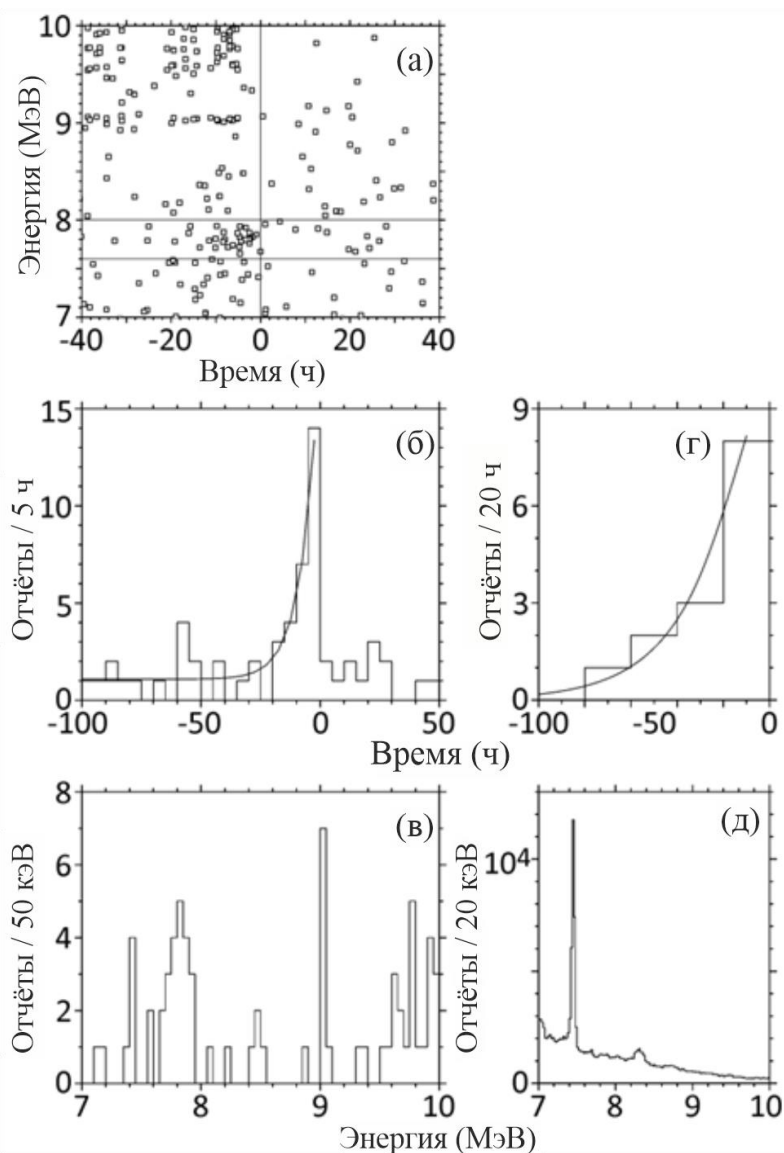 (а)
Энергия (МэВ)
10
9
8
7
-40 -20 0 20 40
Время (ч)
(б)
Отчёты / 5 ч
15
10
5
0
-100 -50 0 50
(г)
Отчёты / 20 ч
9
6
3
0
-100 -50 0
Время (ч)
(в)
Отчёты / 50 кэВ
8
6
4
2
0
7 8 9 10
(д)
Отчёты / 20 кэВ
10⁴
0
7 8 9 10
Энергия (МэВ)